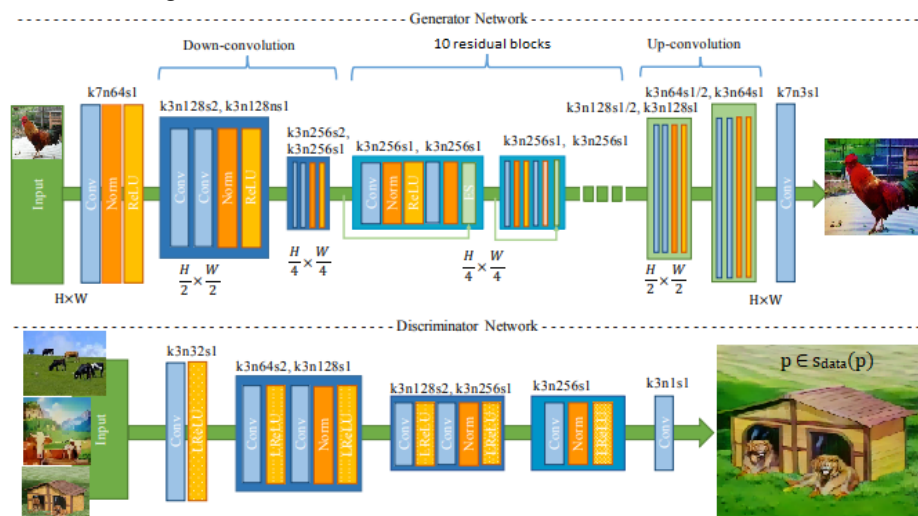 Generator Network
Down-convolution
10 residual blocks
Up-convolution
k7n64s1
k3n128s2, k3n128ns1
k3n256s2,
k3n256s1
k3n256s1, k3n256s1
k3n256s1, k3n256s1
k3n128s1/2, k3n128s1
k3n64s1/2, k3n64s1
k7n3s1
Input
Conv
Norm
ReLU
Conv
Conv
Norm
ReLU
Conv
Norm
ReLU
ES
Conv
H×W
H/2 × W/2
H/4 × W/4
H/4 × W/4
H/2 × W/2
H×W
Discriminator Network
k3n32s1
k3n64s2, k3n128s1
k3n128s2, k3n256s1
k3n256s1
k3n1s1
p ∈ sdata(p)
Input
Conv
LReLU
Conv
LReLU
Conv
Norm
LReLU
Conv
LReLU
Conv
Norm
LReLU
Conv
Norm
LReLU
Conv